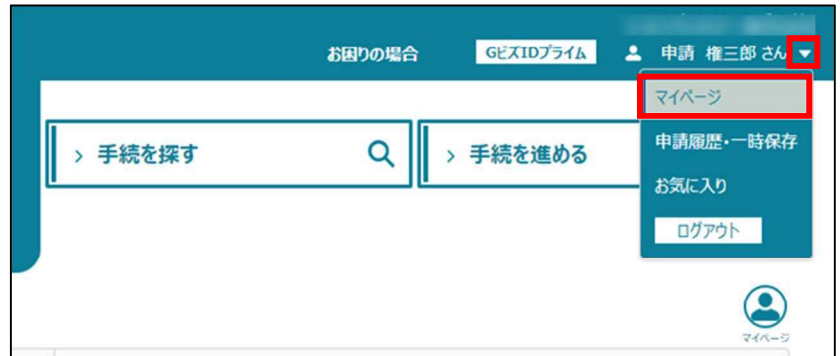 お困りの場合
GビズIDプライム
申請 権三郎 さん
マイページ
手続を探す
手続を進める
申請履歴・一時保存
お気に入り
ログアウト
マイページ